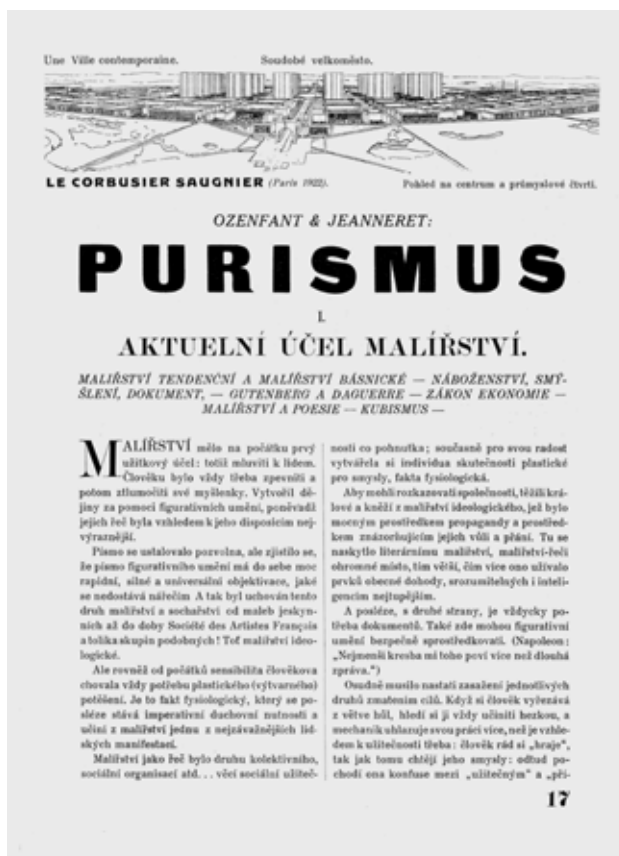 Une Ville contemporaine. Soudobé velkoměsto.
LE CORBUSIER SAUGNIER (Paris 1922). Pohled na centrum a průmyslové čtvrti.
OZENFANT & JEANNERET:
PURISMUS
I.
AKTUELNÍ ÚČEL MALÍŘSTVÍ.
MALÍŘSTVÍ TENDENČNÍ A MALÍŘSTVÍ BÁSNICKÉ — NÁBOŽENSTVÍ, SMÝ-
ŠLENÍ, DOKUMENT, — GUTENBERG A DAGUERRE — ZÁKON EKONOMIE —
MALÍŘSTVÍ A POESIE — KUBISMUS —
MALÍŘSTVÍ mělo na počátku prvý
užitkový účel: totiž mluviti k lidem.
Člověku bylo vždy třeba zpevniti a
potom ztlumočiti své myšlenky. Vytvořil dě-
jiny za pomoci figurativních umění, poněvadž
jejich řeč byla vzhledem k jeho disposicím nej-
výraznější.
Písmo se ustalovalo pozvolna, ale zjistilo se,
že písmo figurativního umění má do sebe moc
rapidní, silné a universální objektivace, jaké
se nedostává nářečím A tak byl uchován tento
druh malířství a sochařství od maleb jeskyn-
ních až do doby Société des Artistes Français
a tolika skupin podobných! Toť malířství ideo-
logické.
Ale rovněž od počátků sensibilita člověkova
chovala vždy potřebu plastického (výtvarného)
potěšení. Je to fakt fysiologický, který se po-
sléze stává imperativní duchovní nutností a
učiní z malířství jednu z nejzávažnějších lid-
ských manifestací.
Malířství jako řeč bylo druhu kolektivního,
sociální organisací atd... věcí sociální užiteč-
nosti co pohnutka; současně pro svou radost
vytvářela si individua skutečnosti plastické
pro smysly, fakta fysiologická.
Aby mohli rozkazovati společnosti, těžili krá-
lové a kněží z malířství ideologického, jež bylo
mocným prostředkem propagandy a prostřed-
kem znázorňujícím jejich vůli a přání. Tu se
naskytlo literárnímu malířství, malířství-řeči
ohromné místo, tím větší, čím více ono užívalo
prvků obecné dohody, srozumitelných i inteli-
gencím nejtupějším.
A posléze, s druhé strany, je vždycky po-
třeba dokumentů. Také zde mohou figurativní
umění bezpečně sprostředkovati. (Napoleon:
„Nejmenší kresba mi toho poví více než dlouhá
zpráva.“)
Osudně musilo nastati zasažení jednotlivých
druhů zmatením cílů. Když si člověk vyřezává
z větve hůl, hledí si ji vždy učiniti hezkou, a
mechanik uhlazuje svou práci více, než je vzhle-
dem k užitečnosti třeba: člověk rád si „hraje“,
tak jak tomu chtějí jeho smysly: odtud po-
chodí ona konfuse mezi „užitečným“ a „pří-
17